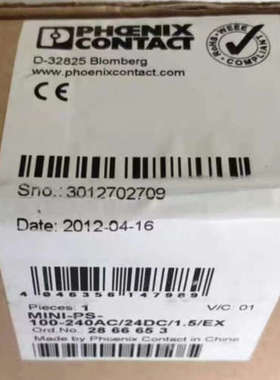 PHOENIX
CONTACT
RoHS WEEE COMPLIANT
D-32825 Blomberg
www.phoenixcontact.com
CE
Sno.:3012702709
Date: 2012-04-16
4 046356 147989
Pieces: 1
V/C: 01
MINI-PS-
100-240AC/24DC/1.5/EX
Ord.No.: 28 66 65 3
Made by Phoenix Contact in China